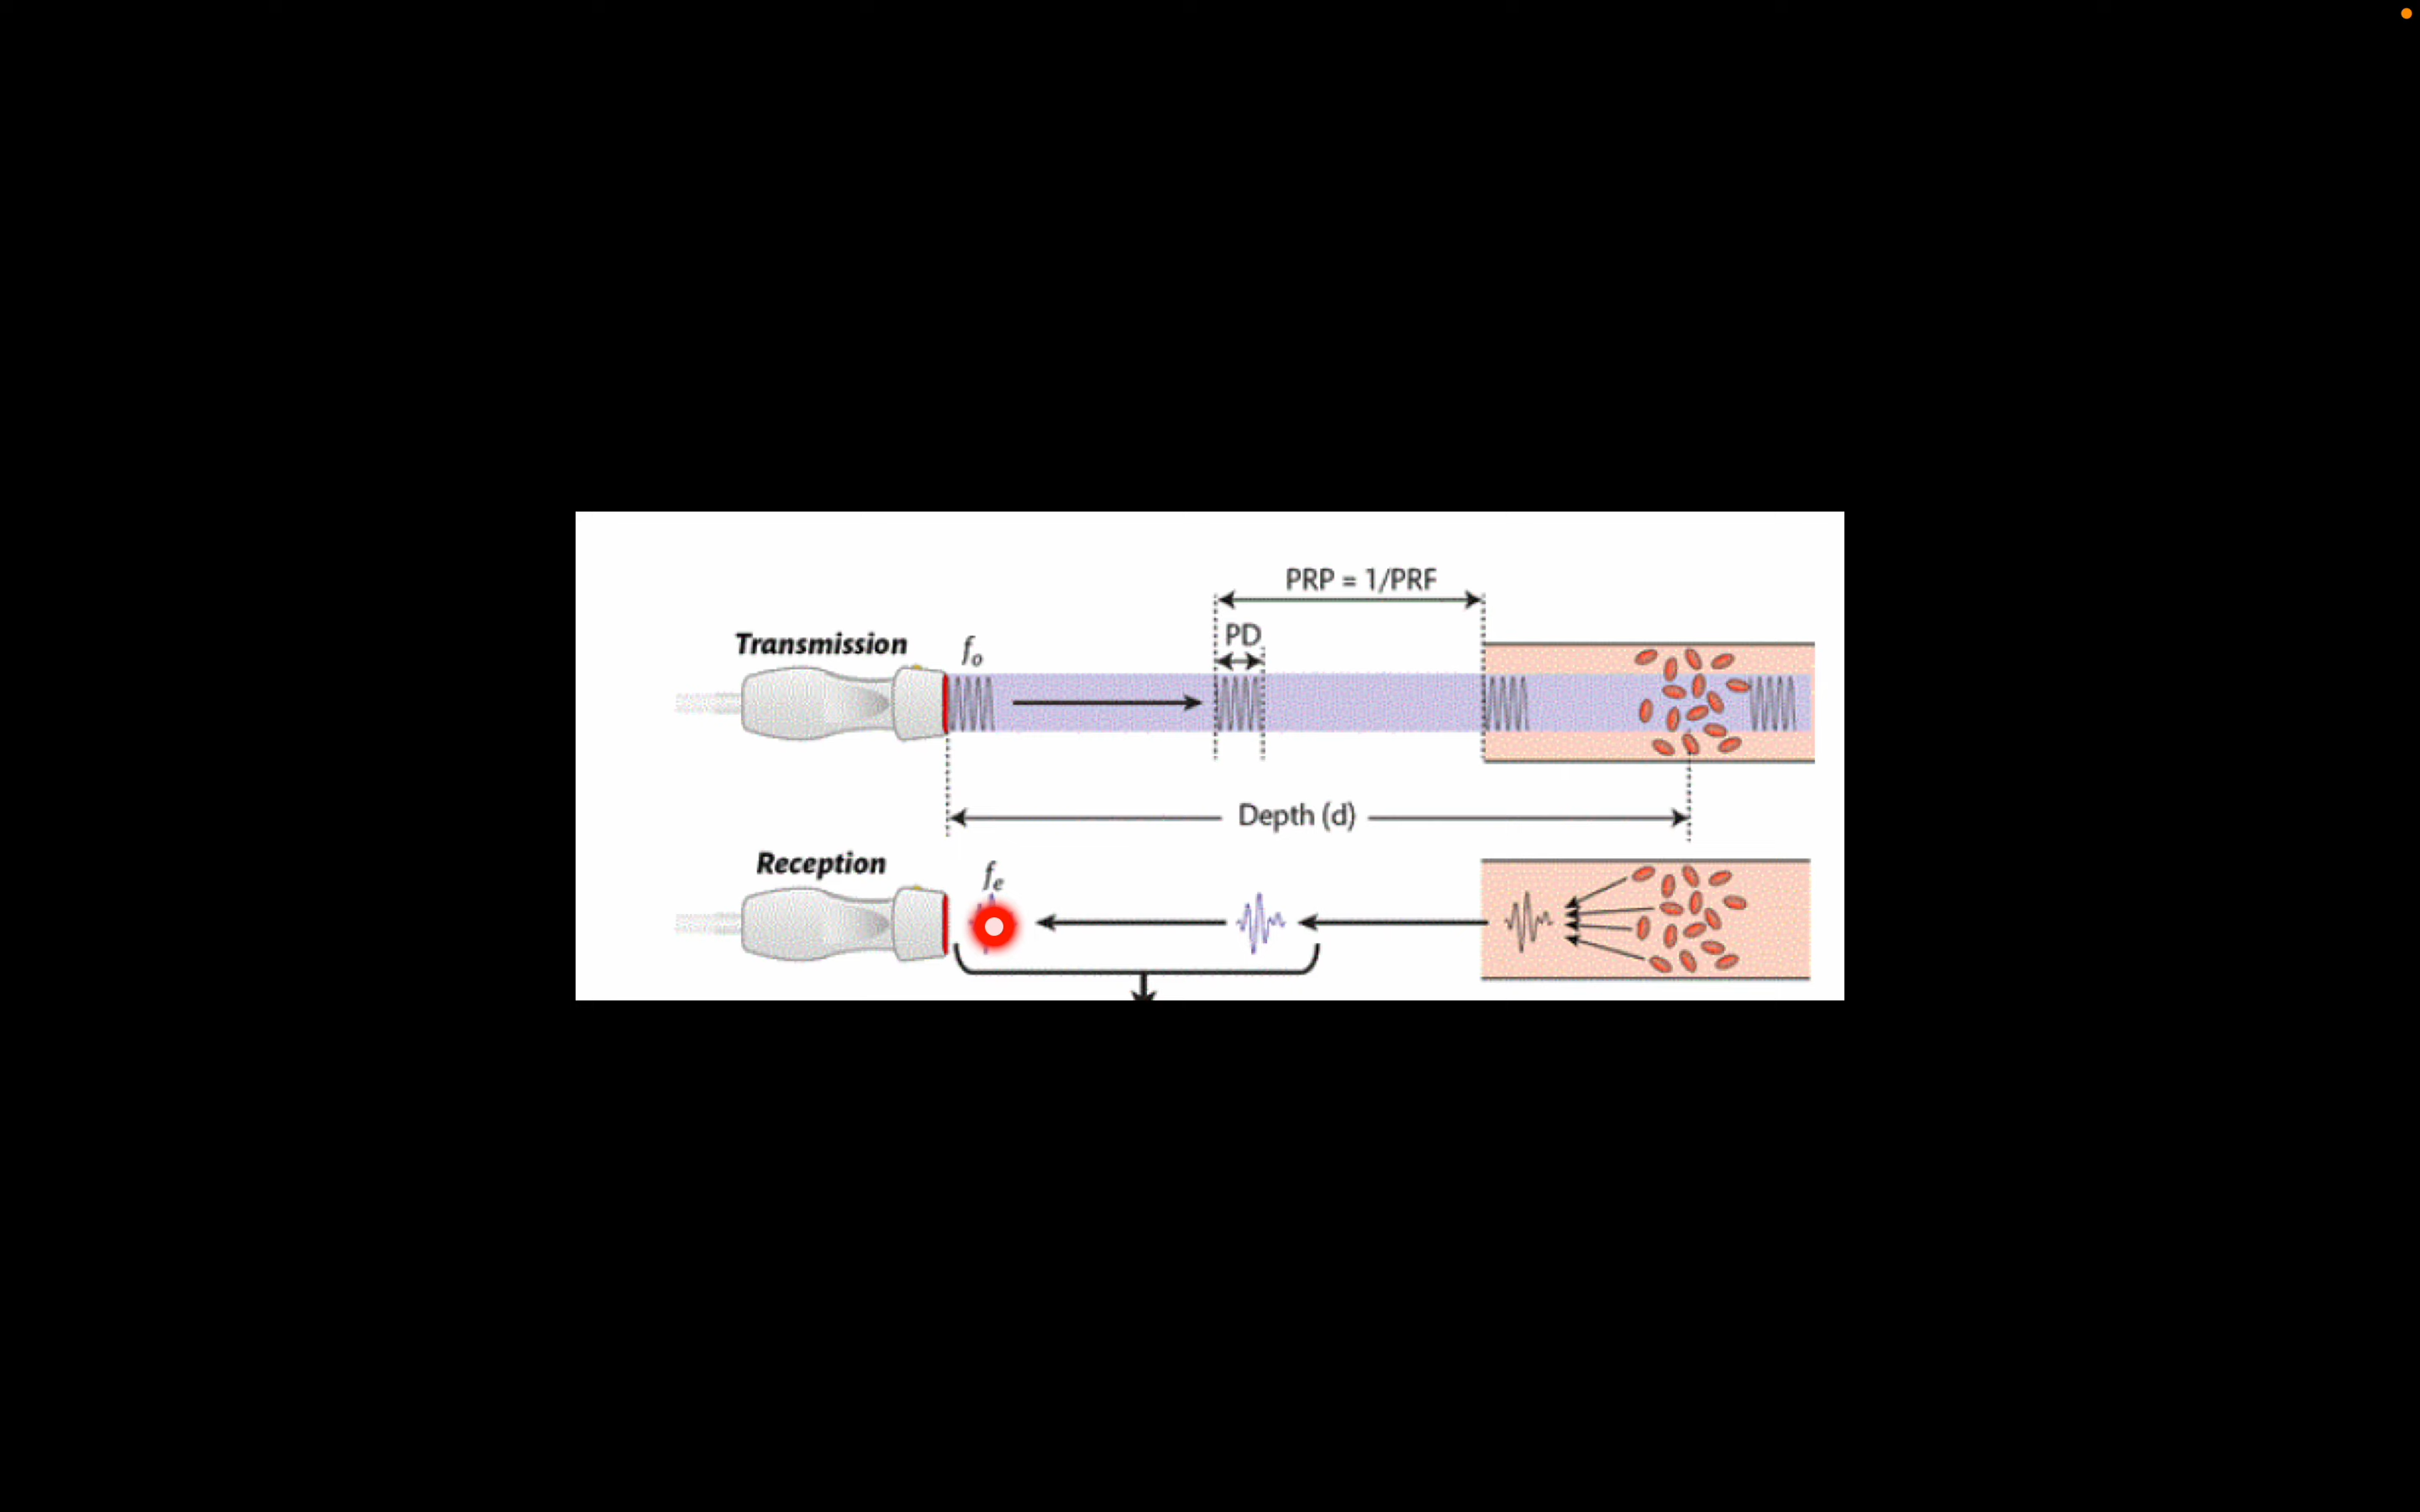 PRP = 1/PRF
PD
Transmission
fo
Depth (d)
Reception
fe